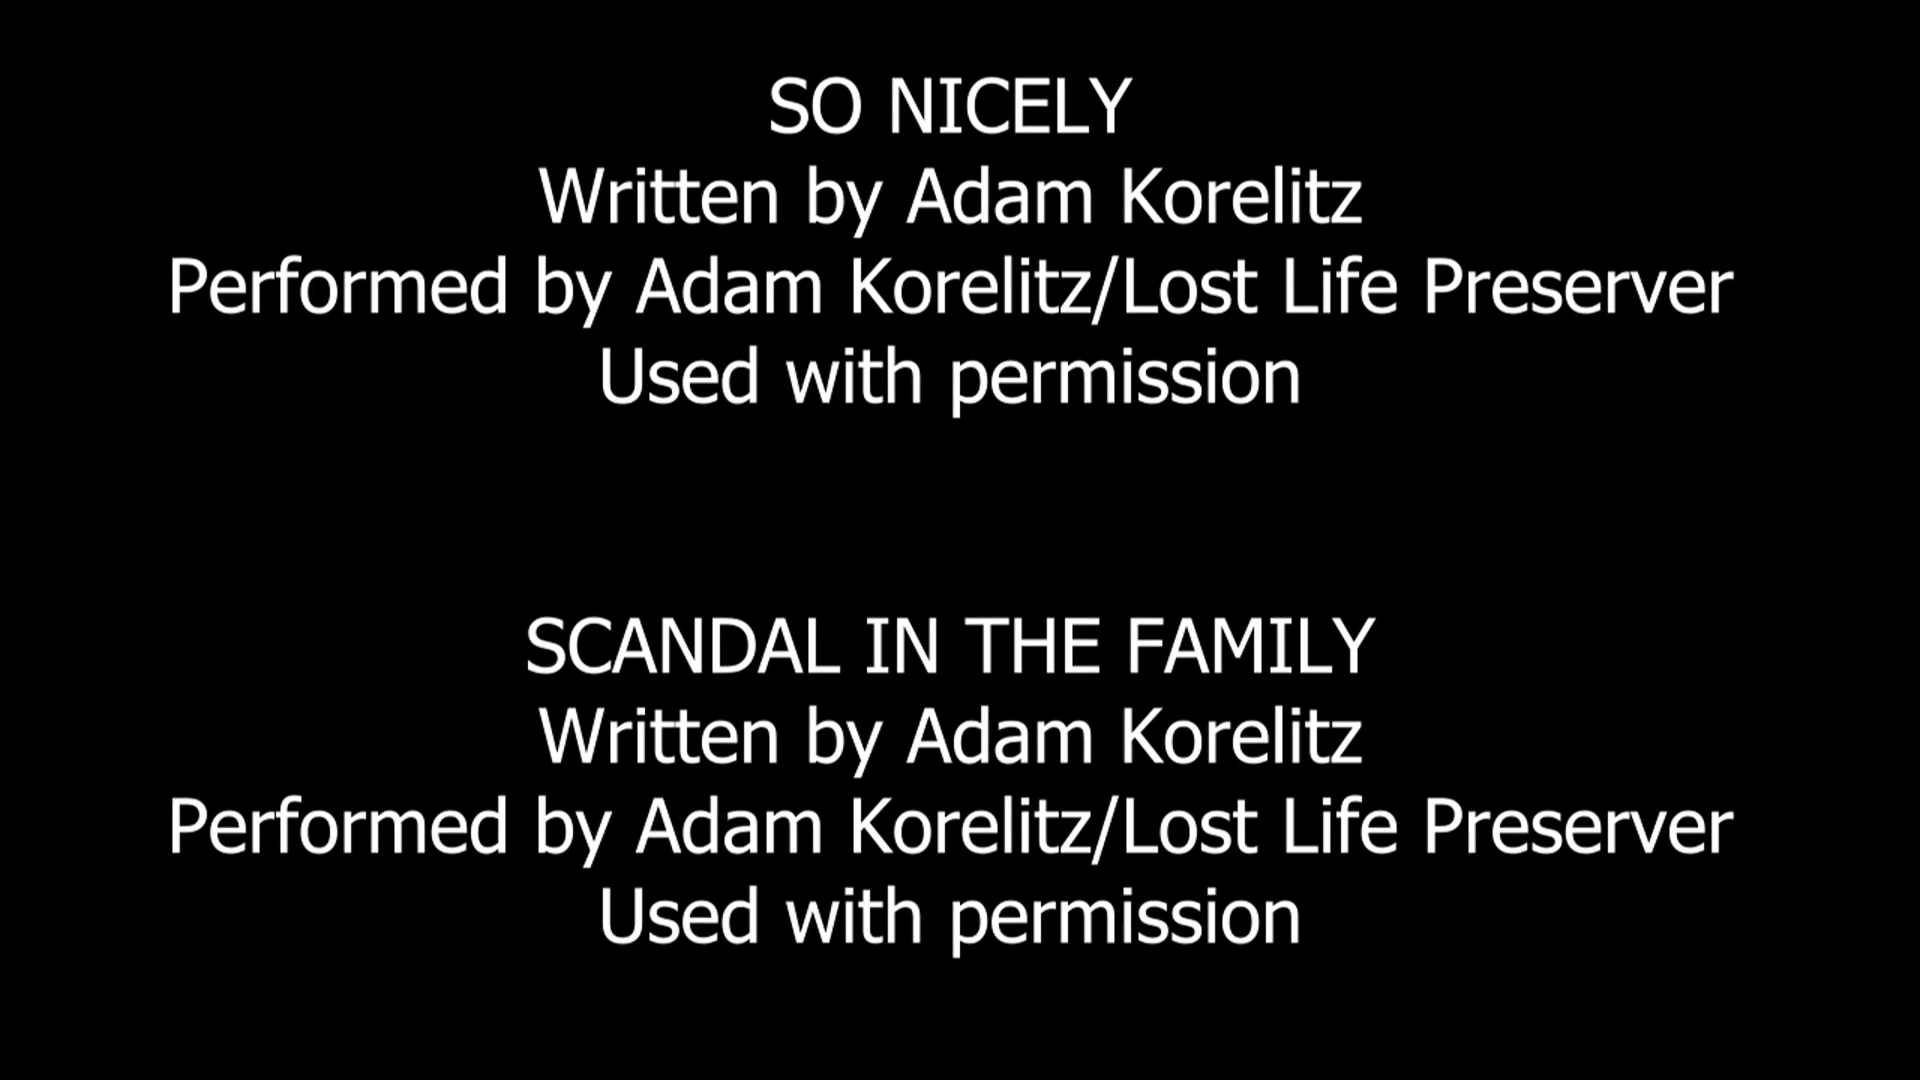 SO NICELY
Written by Adam Korelitz
Performed by Adam Korelitz/Lost Life Preserver
Used with permission
SCANDAL IN THE FAMILY
Written by Adam Korelitz
Performed by Adam Korelitz/Lost Life Preserver
Used with permission